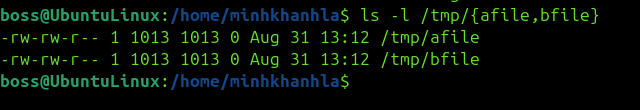 boss@UbuntuLinux:/home/minhkhanhla$ ls -l /tmp/{afile,bfile}
-rw-rw-r-- 1 1013 1013 0 Aug 31 13:12 /tmp/afile
-rw-rw-r-- 1 1013 1013 0 Aug 31 13:12 /tmp/bfile
boss@UbuntuLinux:/home/minhkhanhla$